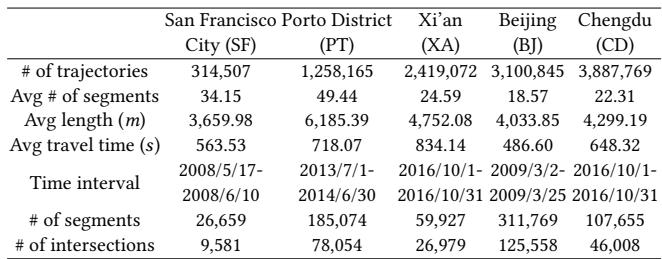 San Francisco Porto District Xi'an Beijing Chengdu
City (SF) (PT) (XA) (BJ) (CD)
# of trajectories 314,507 1,258,165 2,419,072 3,100,845 3,887,769
Avg # of segments 34.15 49.44 24.59 18.57 22.31
Avg length (m) 3,659.98 6,185.39 4,752.08 4,033.85 4,299.19
Avg travel time (s) 563.53 718.07 834.14 486.60 648.32
Time interval 2008/5/17- 2013/7/1- 2016/10/1- 2009/3/2- 2016/10/1-
2008/6/10 2014/6/30 2016/10/31 2009/3/25 2016/10/31
# of segments 26,659 185,074 59,927 311,769 107,655
# of intersections 9,581 78,054 26,979 125,558 46,008